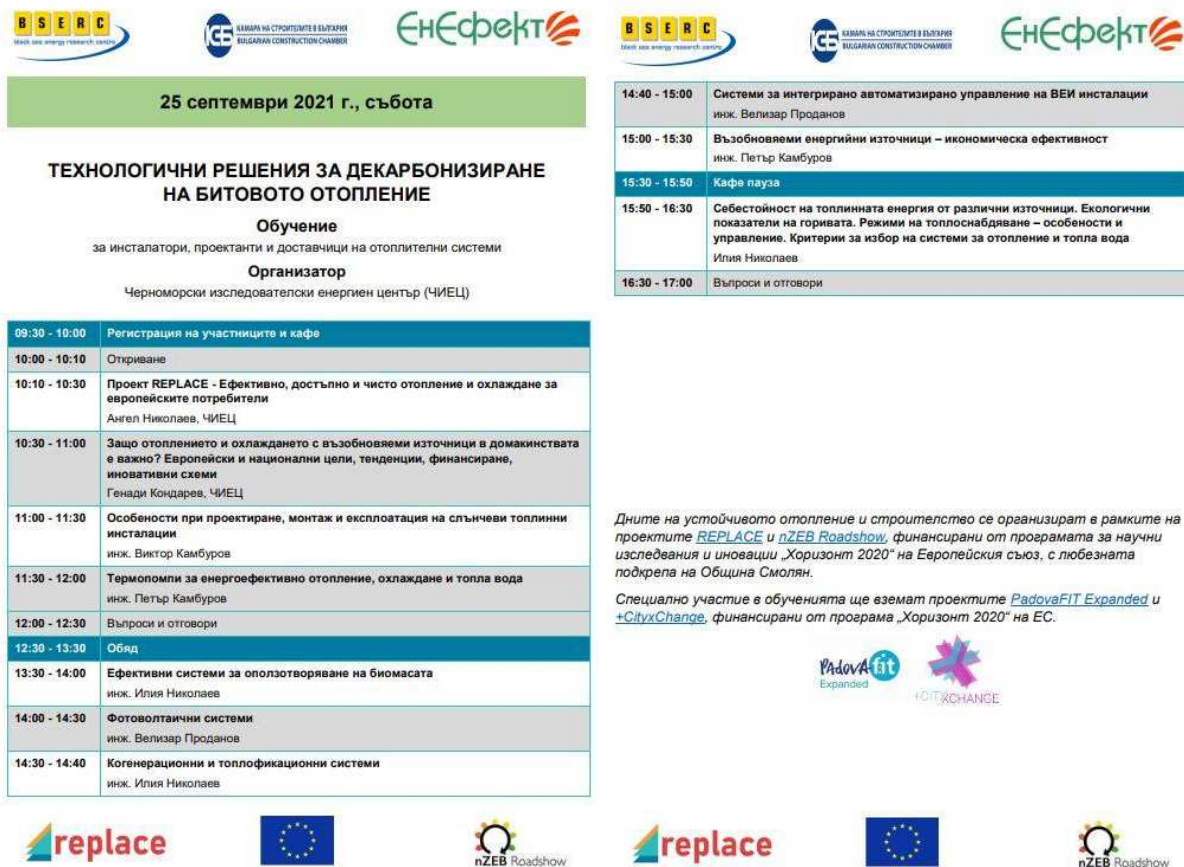 B S E R C
black sea energy research centre
КСБ
КАМАРА НА СТРОИТЕЛИТЕ В БЪЛГАРИЯ
BULGARIAN CONSTRUCTION CHAMBER
ЕнЕфект
25 септември 2021 г., събота
ТЕХНОЛОГИЧНИ РЕШЕНИЯ ЗА ДЕКАРБОНИЗИРАНЕ
НА БИТОВОТО ОТОПЛЕНИЕ
Обучение
за инсталатори, проектанти и доставчици на отоплителни системи
Организатор
Черноморски изследователски енергиен център (ЧИЕЦ)
09:30 - 10:00 Регистрация на участниците и кафе
10:00 - 10:10 Откриване
10:10 - 10:30 Проект REPLACE - Ефективно, достъпно и чисто отопление и охлаждане за
европейските потребители
Ангел Николаев, ЧИЕЦ
10:30 - 11:00 Защо отоплението и охлаждането с възобновяеми източници в домакинствата
е важно? Европейски и национални цели, тенденции, финансиране,
иновативни схеми
Генади Кондарев, ЧИЕЦ
11:00 - 11:30 Особености при проектиране, монтаж и експлоатация на слънчеви топлинни
инсталации
инж. Виктор Камбуров
11:30 - 12:00 Термопомпи за енергоефективно отопление, охлаждане и топла вода
инж. Петър Камбуров
12:00 - 12:30 Въпроси и отговори
12:30 - 13:30 Обяд
13:30 - 14:00 Ефективни системи за оползотворяване на биомасата
инж. Илия Николаев
14:00 - 14:30 Фотоволтаични системи
инж. Велизар Проданов
14:30 - 14:40 Когенерационни и топлофикационни системи
инж. Илия Николаев
replace
nZEB Roadshow
B S E R C
black sea energy research centre
КСБ
КАМАРА НА СТРОИТЕЛИТЕ В БЪЛГАРИЯ
BULGARIAN CONSTRUCTION CHAMBER
ЕнЕфект
14:40 - 15:00 Системи за интегрирано автоматизирано управление на ВЕИ инсталации
инж. Велизар Проданов
15:00 - 15:30 Възобновяеми енергийни източници – икономическа ефективност
инж. Петър Камбуров
15:30 - 15:50 Кафе пауза
15:50 - 16:30 Себестойност на топлинната енергия от различни източници. Екологични
показатели на горивата. Режими на топлоснабдяване – особености и
управление. Критерии за избор на системи за отопление и топла вода
Илия Николаев
16:30 - 17:00 Въпроси и отговори
Дните на устойчивото отопление и строителство се организират в рамките на
проектите REPLACE и nZEB Roadshow, финансирани от програмата за научни
изследвания и иновации „Хоризонт 2020“ на Европейския съюз, с любезната
подкрепа на Община Смолян.
Специално участие в обученията ще вземат проектите PadovaFIT Expanded и
+CityxChange, финансирани от програма „Хоризонт 2020“ на ЕС.
PAdovA fit
Expanded
+CITYXCHANGE
replace
nZEB Roadshow